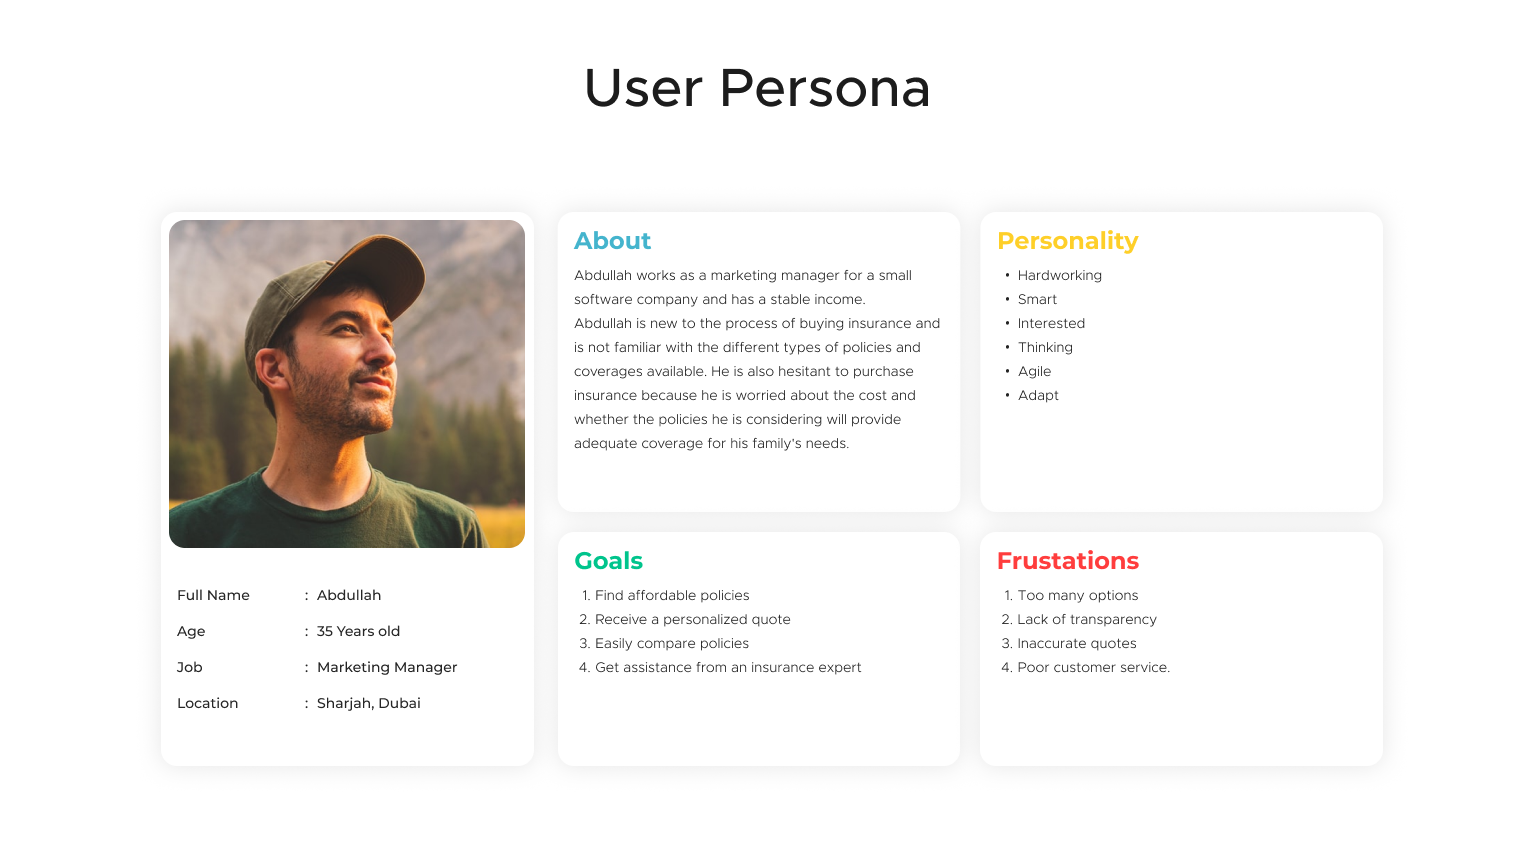 User Persona
Full Name : Abdullah
Age : 35 Years old
Job : Marketing Manager
Location : Sharjah, Dubai
About
Abdullah works as a marketing manager for a small
software company and has a stable income.
Abdullah is new to the process of buying insurance and
is not familiar with the different types of policies and
coverages available. He is also hesitant to purchase
insurance because he is worried about the cost and
whether the policies he is considering will provide
adequate coverage for his family's needs.
Personality
• Hardworking
• Smart
• Interested
• Thinking
• Agile
• Adapt
Goals
1. Find affordable policies
2. Receive a personalized quote
3. Easily compare policies
4. Get assistance from an insurance expert
Frustations
1. Too many options
2. Lack of transparency
3. Inaccurate quotes
4. Poor customer service.